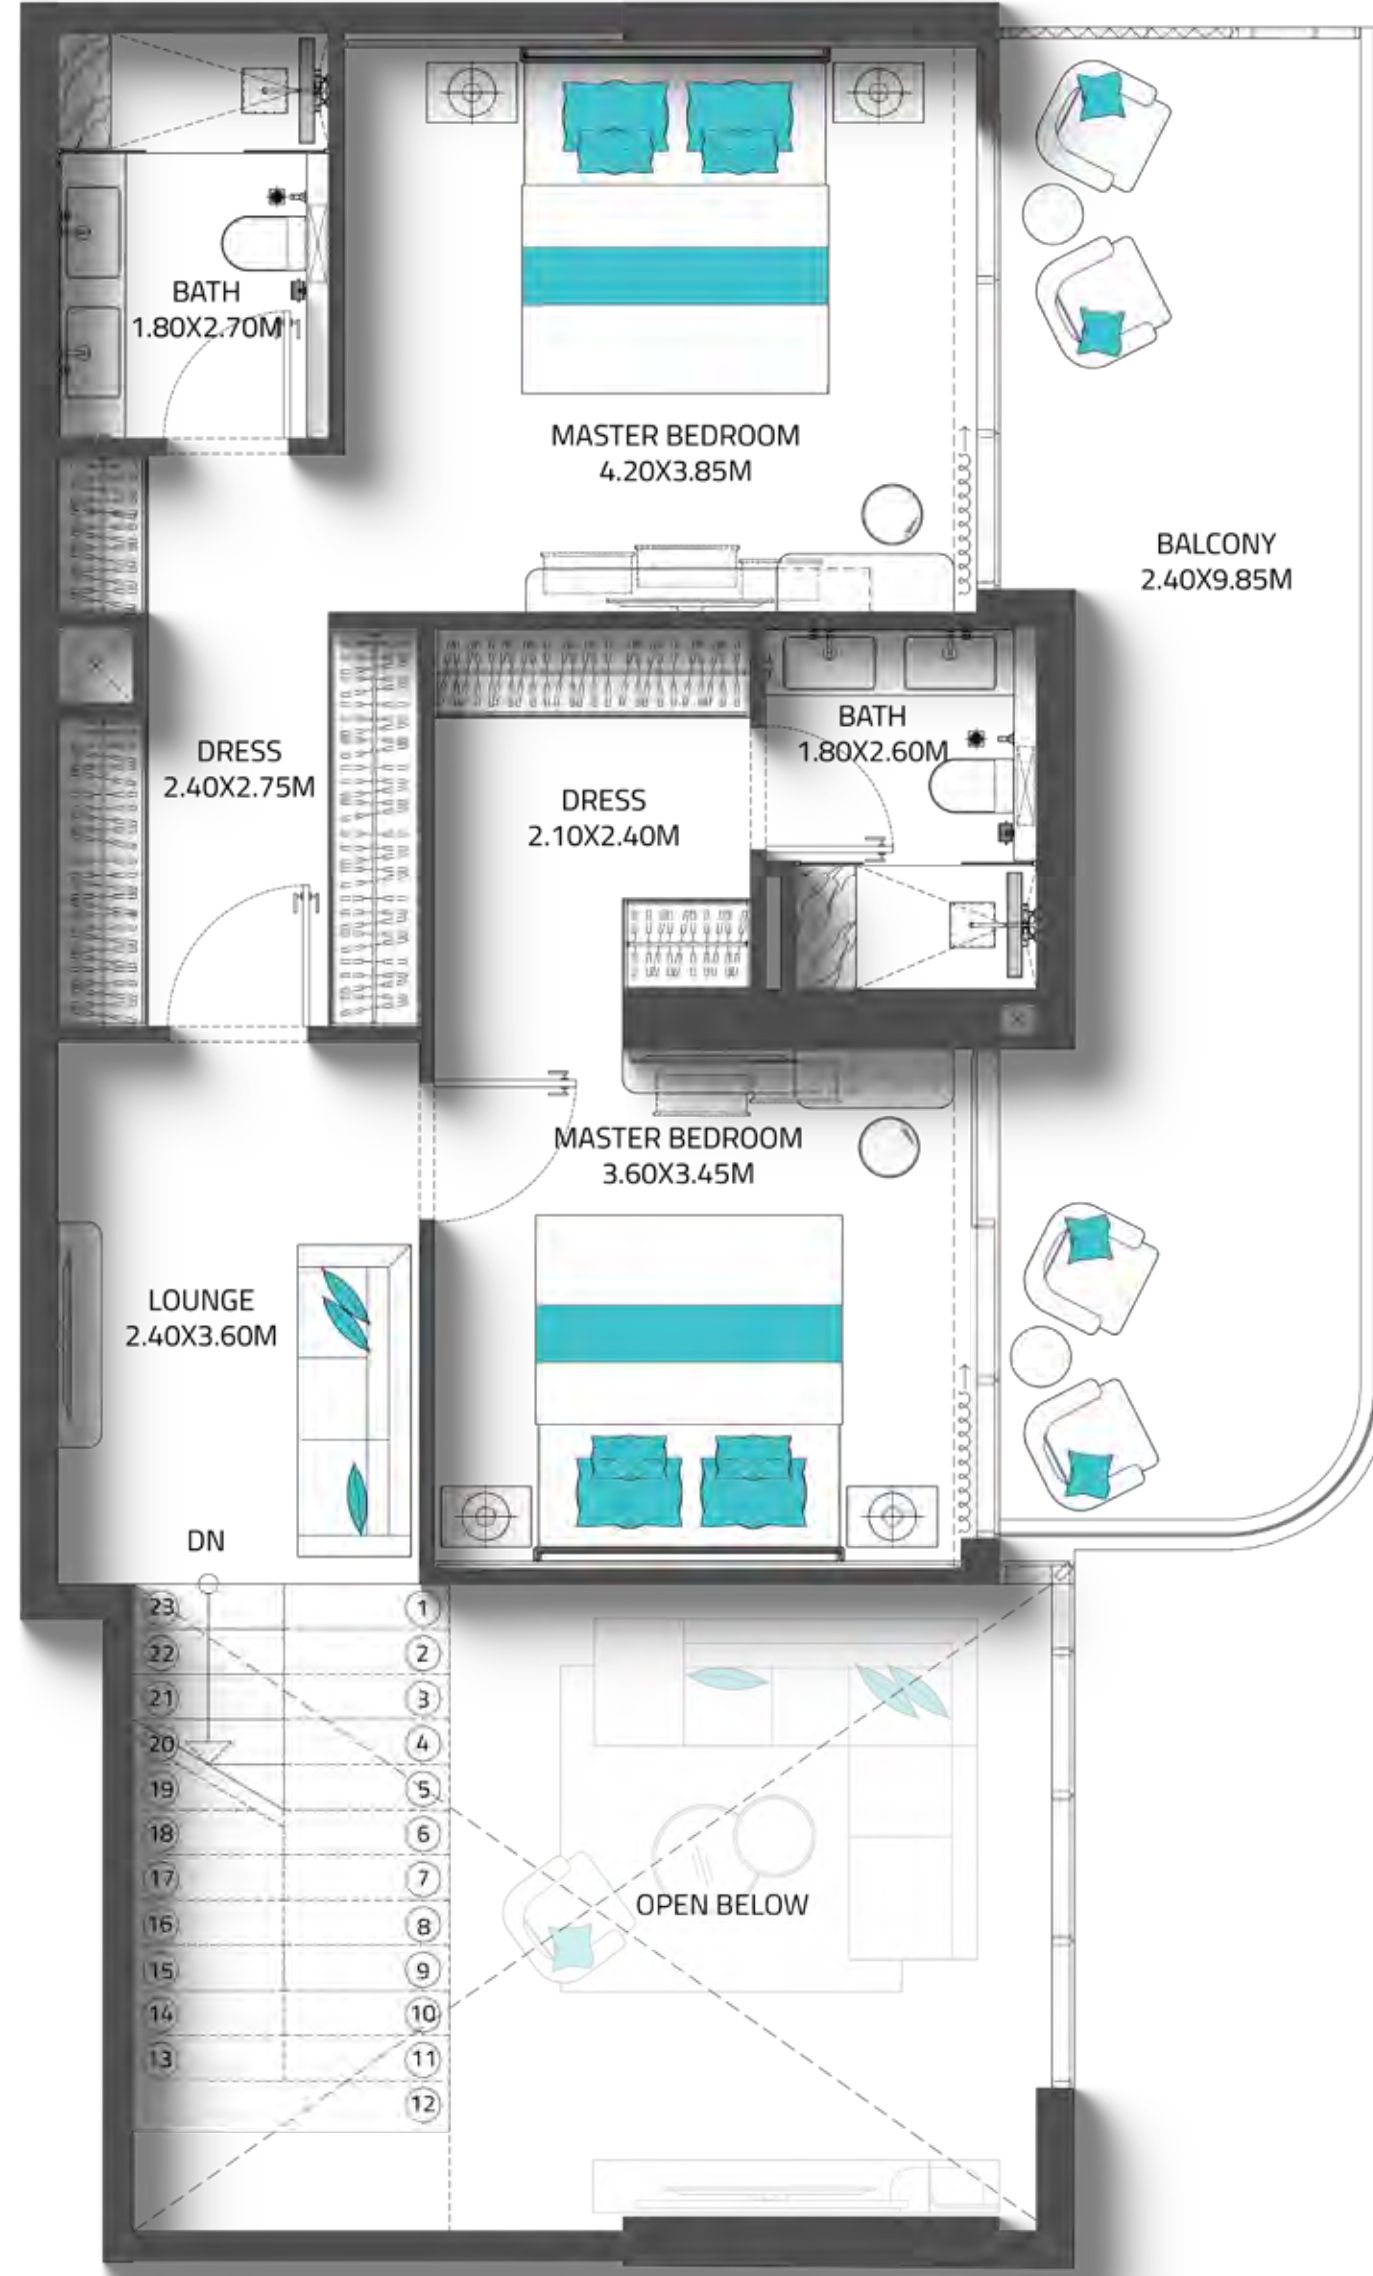 BATH
1.80X2.70M
MASTER BEDROOM
4.20X3.85M
BALCONY
2.40X9.85M
BATH
1.80X2.60M
DRESS
2.40X2.75M
DRESS
2.10X2.40M
MASTER BEDROOM
3.60X3.45M
LOUNGE
2.40X3.60M
DN
23 1
22 2
21 3
20 4
19 5
18 6
17 7
16 8
15 9
14 10
13 11
12
OPEN BELOW